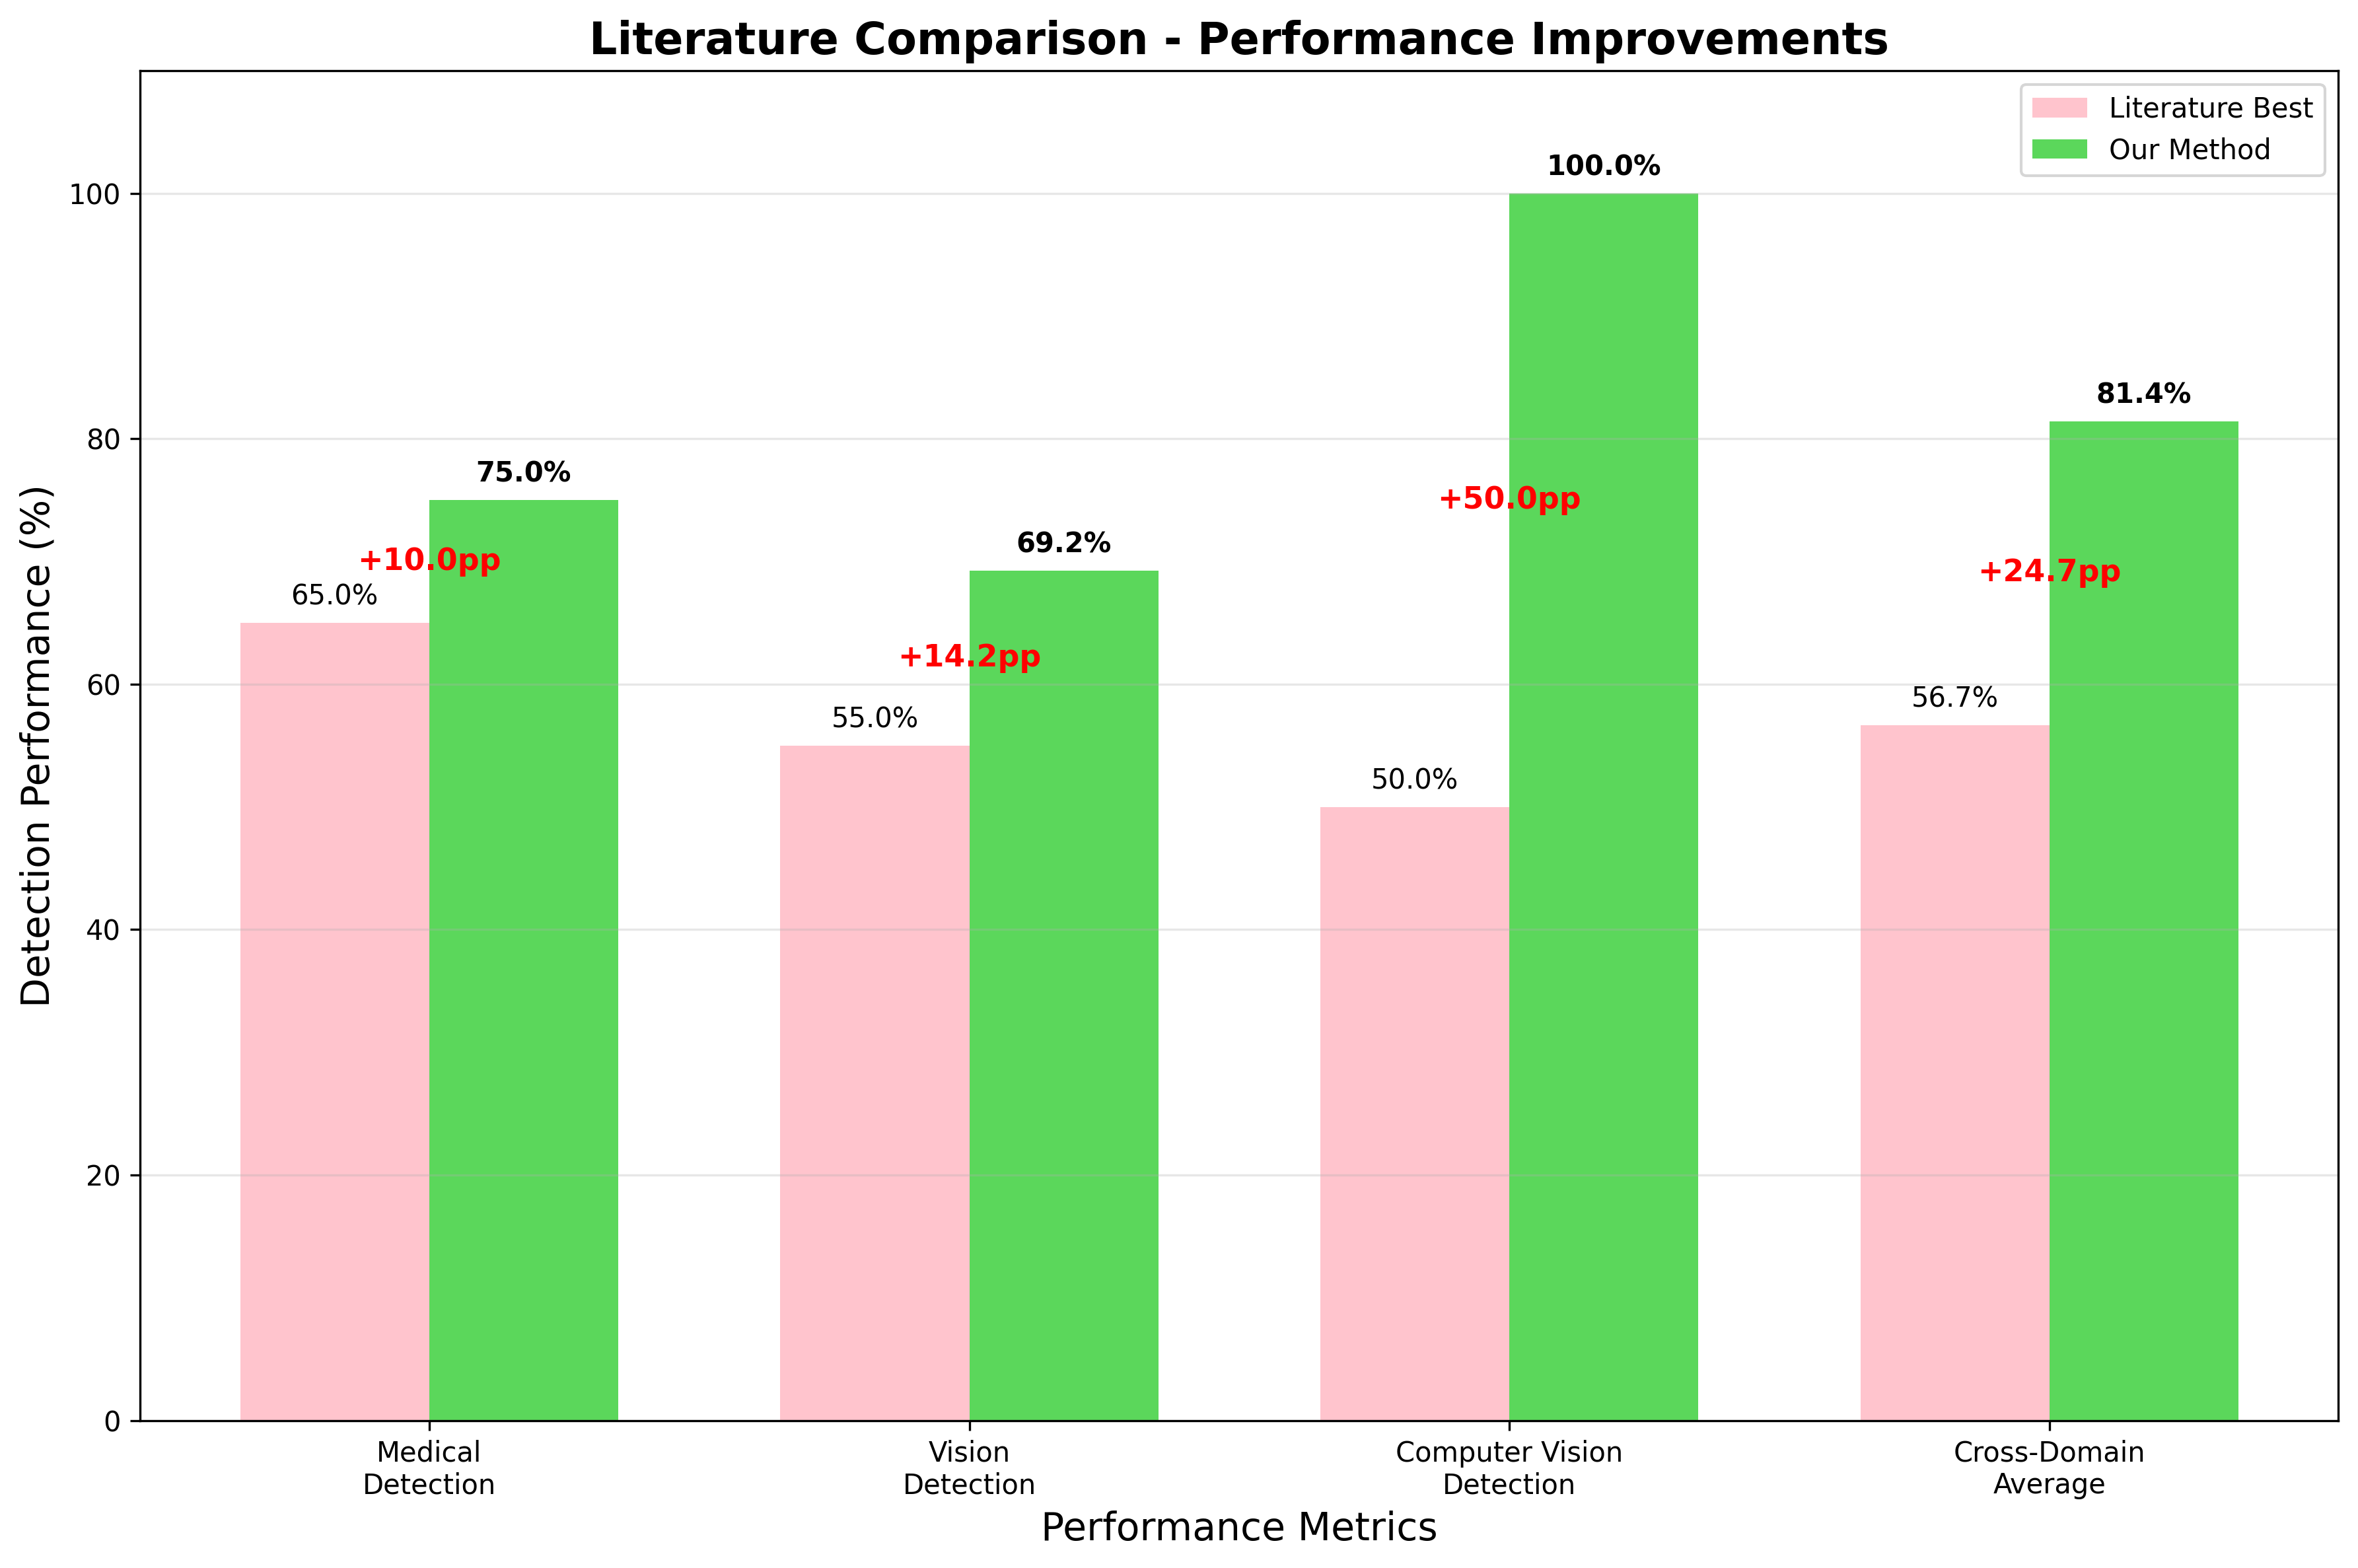 Literature Comparison - Performance Improvements
Literature Best
Our Method
Detection Performance (%)
100
80
60
40
20
0
65.0%
75.0%
+10.0pp
55.0%
69.2%
+14.2pp
50.0%
100.0%
+50.0pp
56.7%
81.4%
+24.7pp
Medical
Detection
Vision
Detection
Computer Vision
Detection
Cross-Domain
Average
Performance Metrics